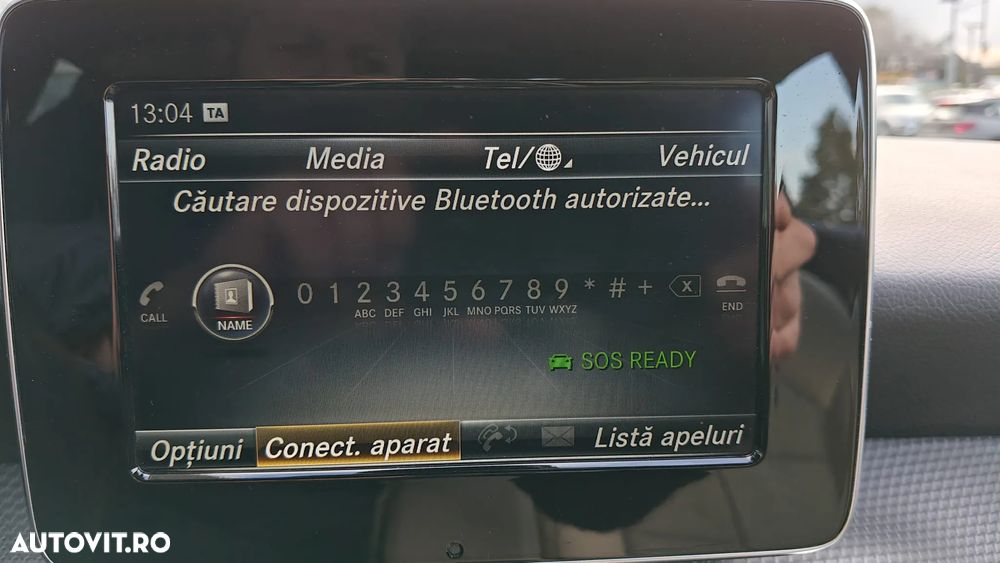 13:04 TA
Radio Media Tel/ Vehicul
Căutare dispozitive Bluetooth autorizate...
0 1 2 3 4 5 6 7 8 9 * # + X
ABC DEF GHI JKL MNO PQRS TUV WXYZ
CALL NAME END
SOS READY
Opțiuni Conect. aparat Listă apeluri
AUTOVIT.RO